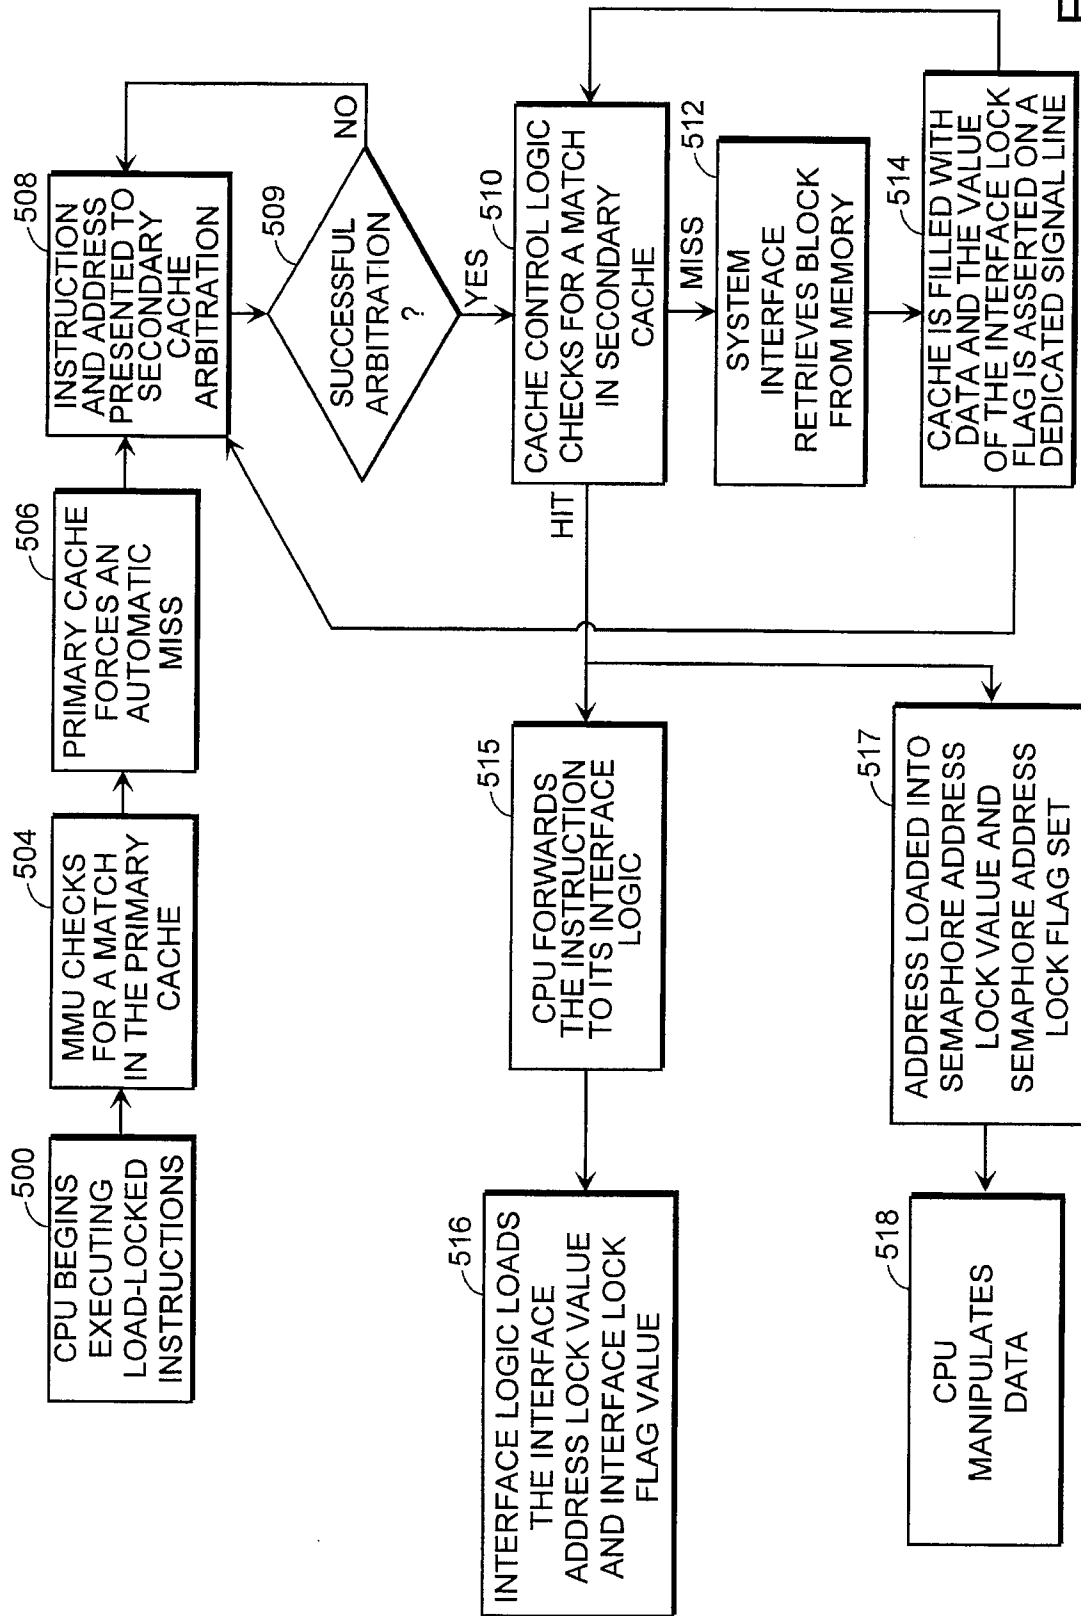 500
CPU BEGINS
EXECUTING
LOAD-LOCKED
INSTRUCTIONS
504
MMU CHECKS
FOR A MATCH
IN THE PRIMARY
CACHE
506
PRIMARY CACHE
FORCES AN
AUTOMATIC
MISS
508
INSTRUCTION
AND ADDRESS
PRESENTED TO
SECONDARY
CACHE
ARBITRATION
509
SUCCESSFUL
ARBITRATION
?
NO
YES
510
CACHE CONTROL LOGIC
CHECKS FOR A MATCH
IN SECONDARY
CACHE
HIT
MISS
512
SYSTEM
INTERFACE
RETRIEVES BLOCK
FROM MEMORY
514
CACHE IS FILLED WITH
DATA AND THE VALUE
OF THE INTERFACE LOCK
FLAG IS ASSERTED ON A
DEDICATED SIGNAL LINE
515
CPU FORWARDS
THE INSTRUCTION
TO ITS INTERFACE
LOGIC
516
INTERFACE LOGIC LOADS
THE INTERFACE
ADDRESS LOCK VALUE
AND INTERFACE LOCK
FLAG VALUE
517
ADDRESS LOADED INTO
SEMAPHORE ADDRESS
LOCK VALUE AND
SEMAPHORE ADDRESS
LOCK FLAG SET
518
CPU
MANIPULATES
DATA